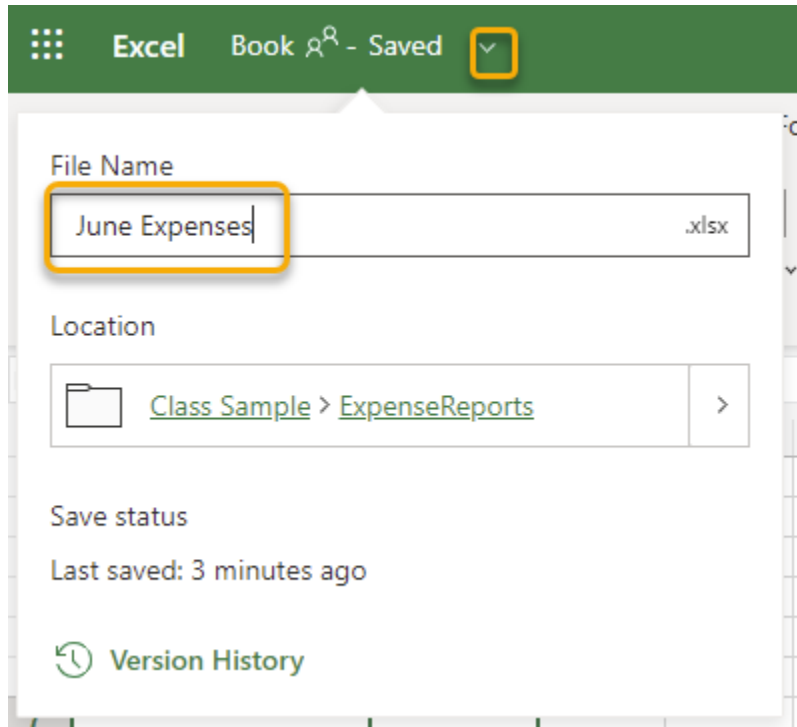 Excel Book - Saved
File Name
June Expenses .xlsx
Location
Class Sample > ExpenseReports
Save status
Last saved: 3 minutes ago
Version History